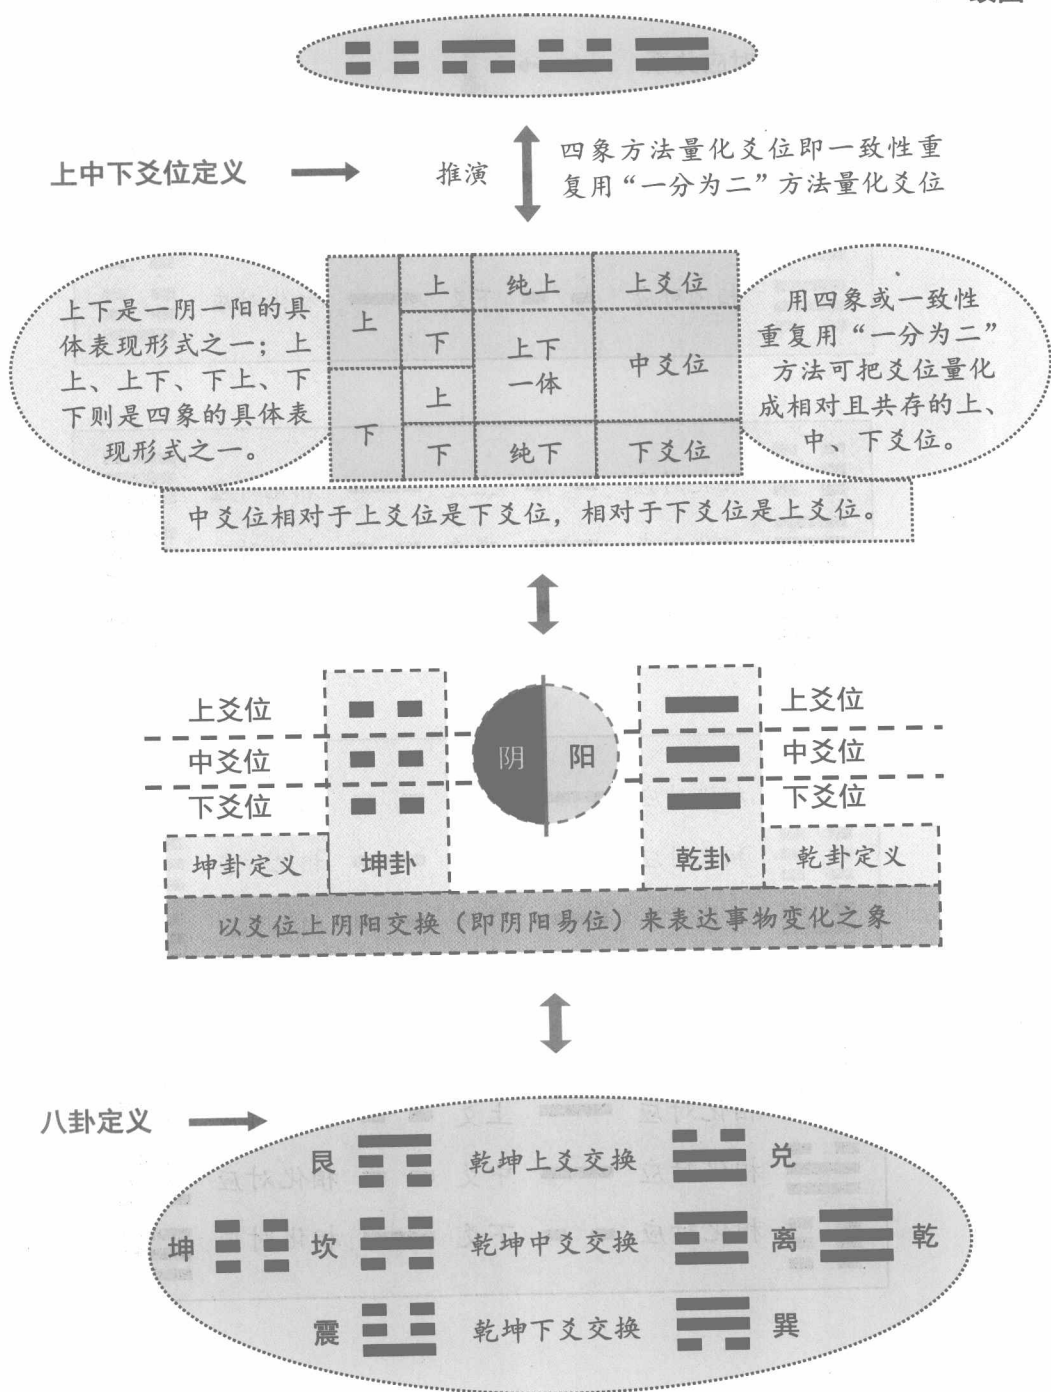 续图
上中下爻位定义
推演
四象方法量化爻位即一致性重
复用“一分为二”方法量化爻位
上下是一阴一阳的具
体表现形式之一；上
上、上下、下上、下
下则是四象的具体表
现形式之一。
上
下
上
下
上
下
纯上
上下
一体
纯下
上爻位
中爻位
下爻位
用四象或一致性
重复用“一分为二”
方法可把爻位量化
成相对且共存的上、
中、下爻位。
中爻位相对于上爻位是下爻位，相对于下爻位是上爻位。
上爻位
中爻位
下爻位
阴
阳
上爻位
中爻位
下爻位
坤卦定义
坤卦
乾卦
乾卦定义
以爻位上阴阳交换（即阴阳易位）来表达事物变化之象
八卦定义
艮
乾坤上爻交换
兑
坤
坎
乾坤中爻交换
离
乾
震
乾坤下爻交换
巽